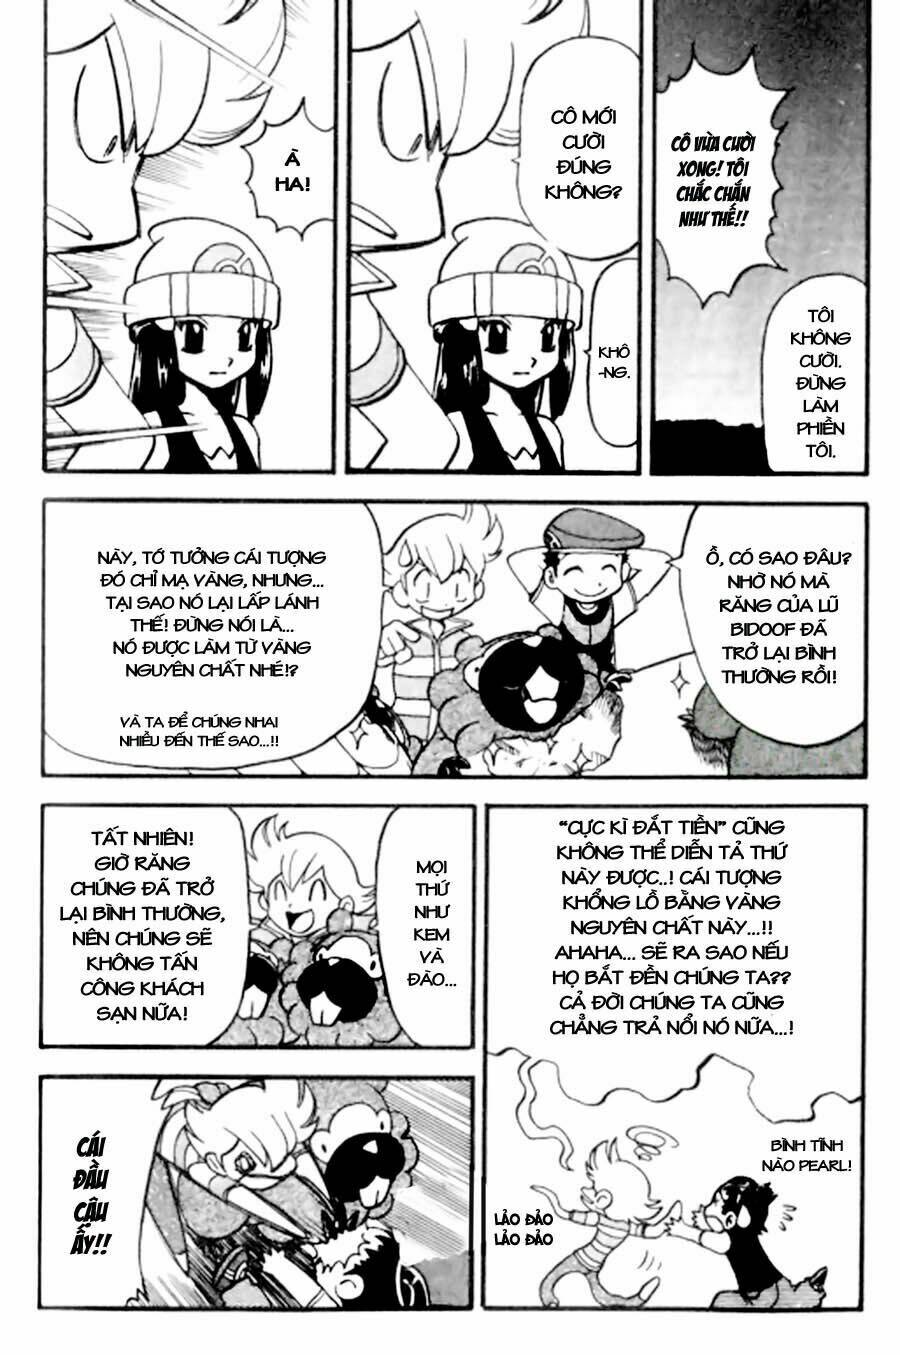 À
HA!
CÔ MỚI
CƯỜI
ĐÚNG
KHÔNG?
KHÔ
-NG.
CÔ VỪA CƯỜI
XONG! TÔI
CHẮC CHẮN
NHƯ THẾ!!
TÔI
KHÔNG
CƯỜI.
ĐỪNG
LÀM
PHIỀN
TÔI.
NÀY, TỚ TƯỞNG CÁI TƯỢNG
ĐÓ CHỈ MẠ VÀNG, NHƯNG...
TẠI SAO NÓ LẠI LẤP LÁNH
THẾ! ĐỪNG NÓI LÀ...
NÓ ĐƯỢC LÀM TỪ VÀNG
NGUYÊN CHẤT NHÉ!?
VÀ TA ĐỂ CHÚNG NHAI
NHIỀU ĐẾN THẾ SAO...!!
Ồ, CÓ SAO ĐÂU?
NHỜ NÓ MÀ
RĂNG CỦA LŨ
BIDOOF ĐÃ
TRỞ LẠI BÌNH
THƯỜNG RỒI!
TẤT NHIÊN!
GIỜ RĂNG
CHÚNG ĐÃ TRỞ
LẠI BÌNH THƯỜNG,
NÊN CHÚNG SẼ
KHÔNG TẤN
CÔNG KHÁCH
SẠN NỮA!
MỌI
THỨ
NHƯ
KEM
VÀ
ĐÀO...
CÁI
ĐẦU
CẬU
ẤY!!
“CỰC KÌ ĐẮT TIỀN” CŨNG
KHÔNG THỂ DIỄN TẢ THỨ
NÀY ĐƯỢC..! CÁI TƯỢNG
KHỔNG LỒ BẰNG VÀNG
NGUYÊN CHẤT NÀY...!!
AHAHA... SẼ RA SAO NẾU
HỌ BẮT ĐỀN CHÚNG TA??
CẢ ĐỜI CHÚNG TA CŨNG
CHẲNG TRẢ NỔI NÓ NỮA...!
BÌNH TĨNH
NÀO PEARL!
LẢO ĐẢO
LẢO ĐẢO